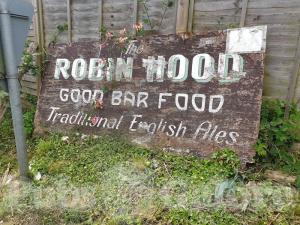 The
ROBIN HOOD
GOOD BAR FOOD
Traditional English Ales